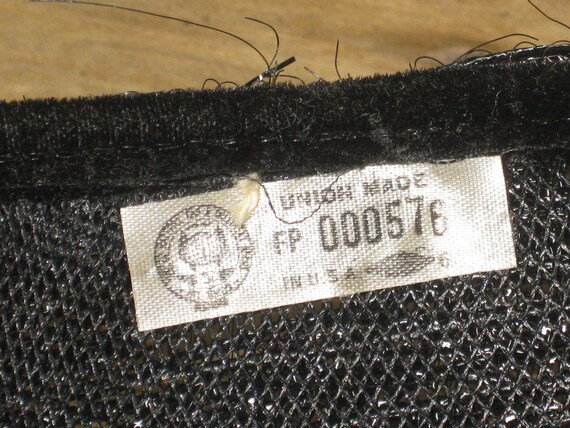 UNION MADE
FP 000576
IN U.S.A.